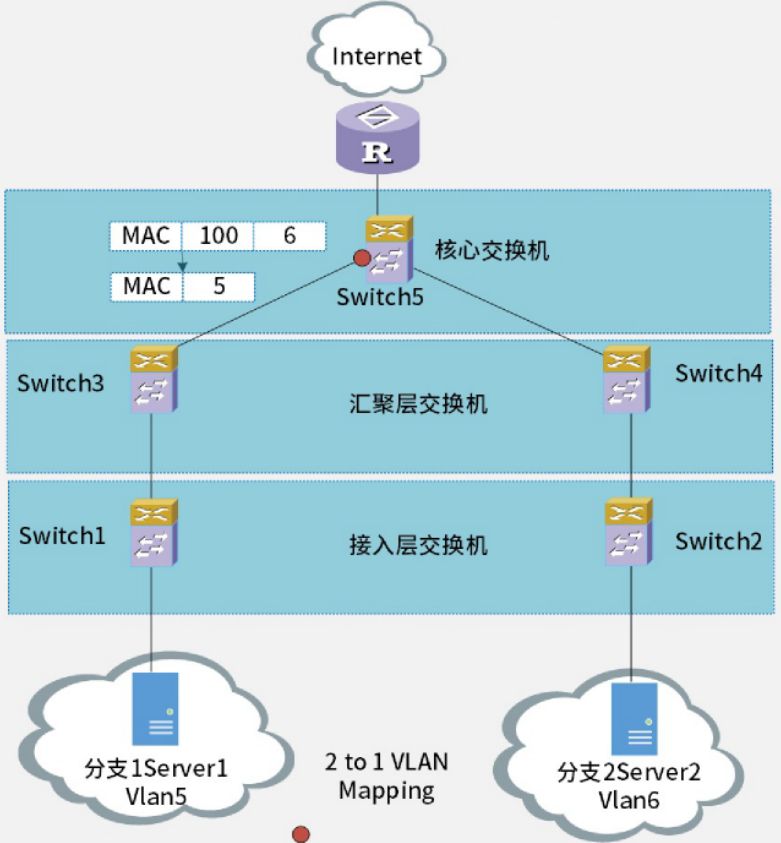 Internet
R
MAC 100 6
MAC 5
核心交换机
Switch5
Switch3
Switch4
汇聚层交换机
Switch1
Switch2
接入层交换机
分支1Server1
Vlan5
2 to 1 VLAN
Mapping
分支2Server2
Vlan6